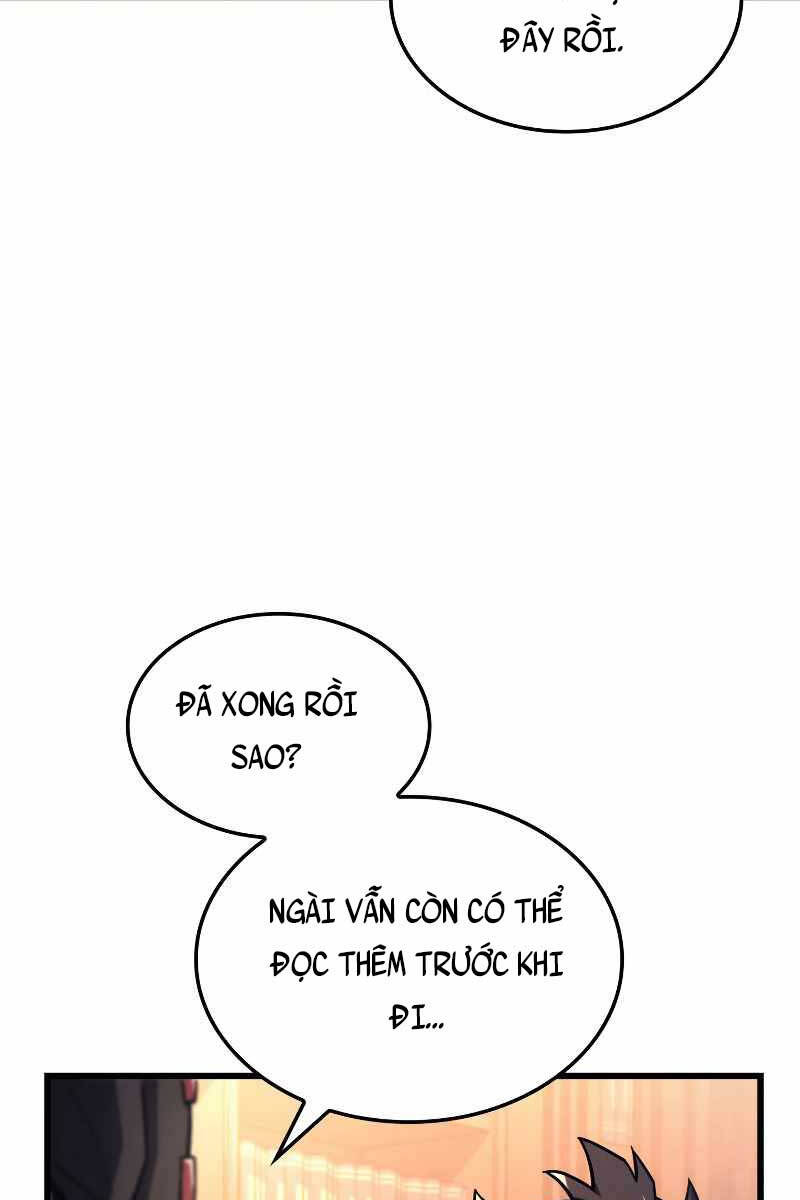 ĐÂY RỒI.
ĐÃ XONG RỒI
SAO?
NGÀI VẪN CÒN CÓ THỂ
ĐỌC THÊM TRƯỚC KHI
ĐI...